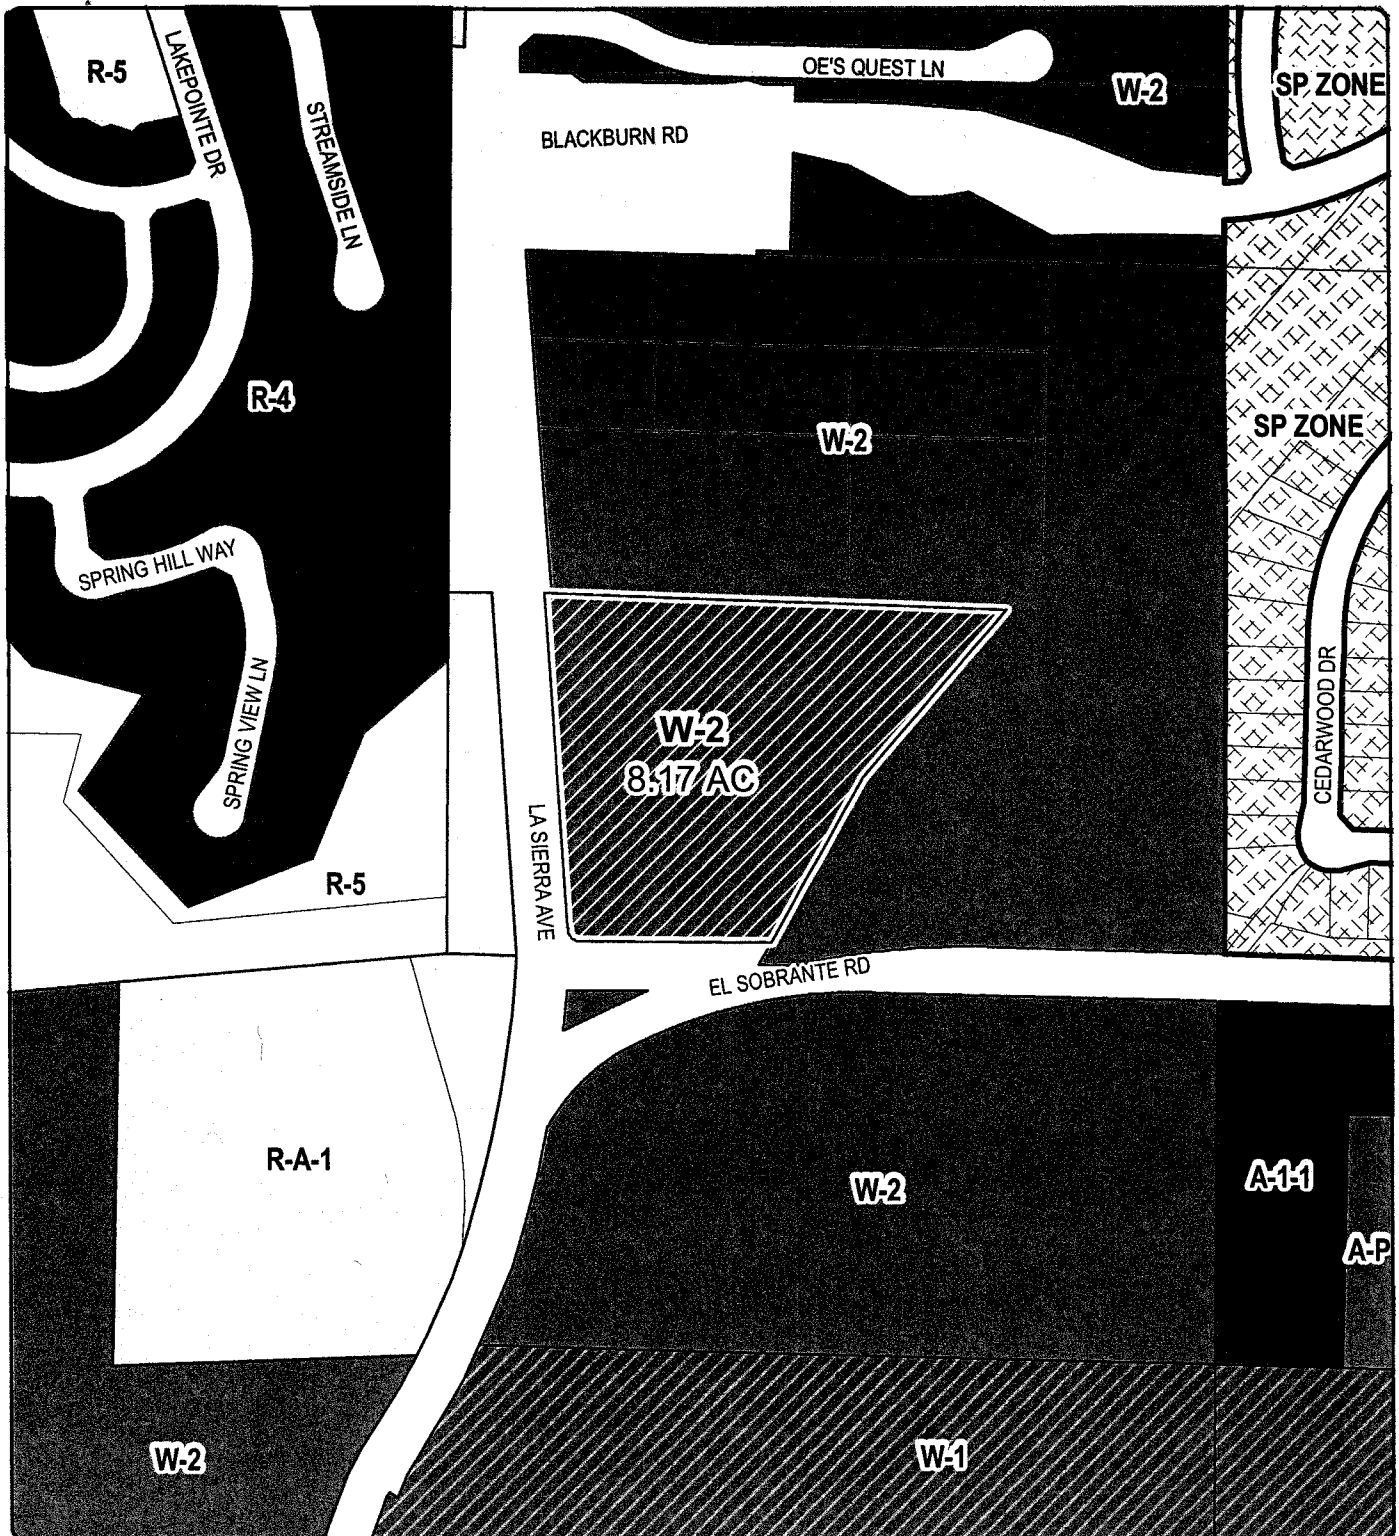 R-5
LAKEPOINTE DR
STREAMSIDE LN
OE'S QUEST LN
W-2
SP ZONE
BLACKBURN RD
R-4
W-2
SP ZONE
SPRING HILL WAY
SPRING VIEW LN
W-2
8.17 AC
CEDARWOOD DR
LA SIERRA AVE
R-5
EL SOBRANTE RD
R-A-1
W-2
A-1-1
A-P
W-2
W-1